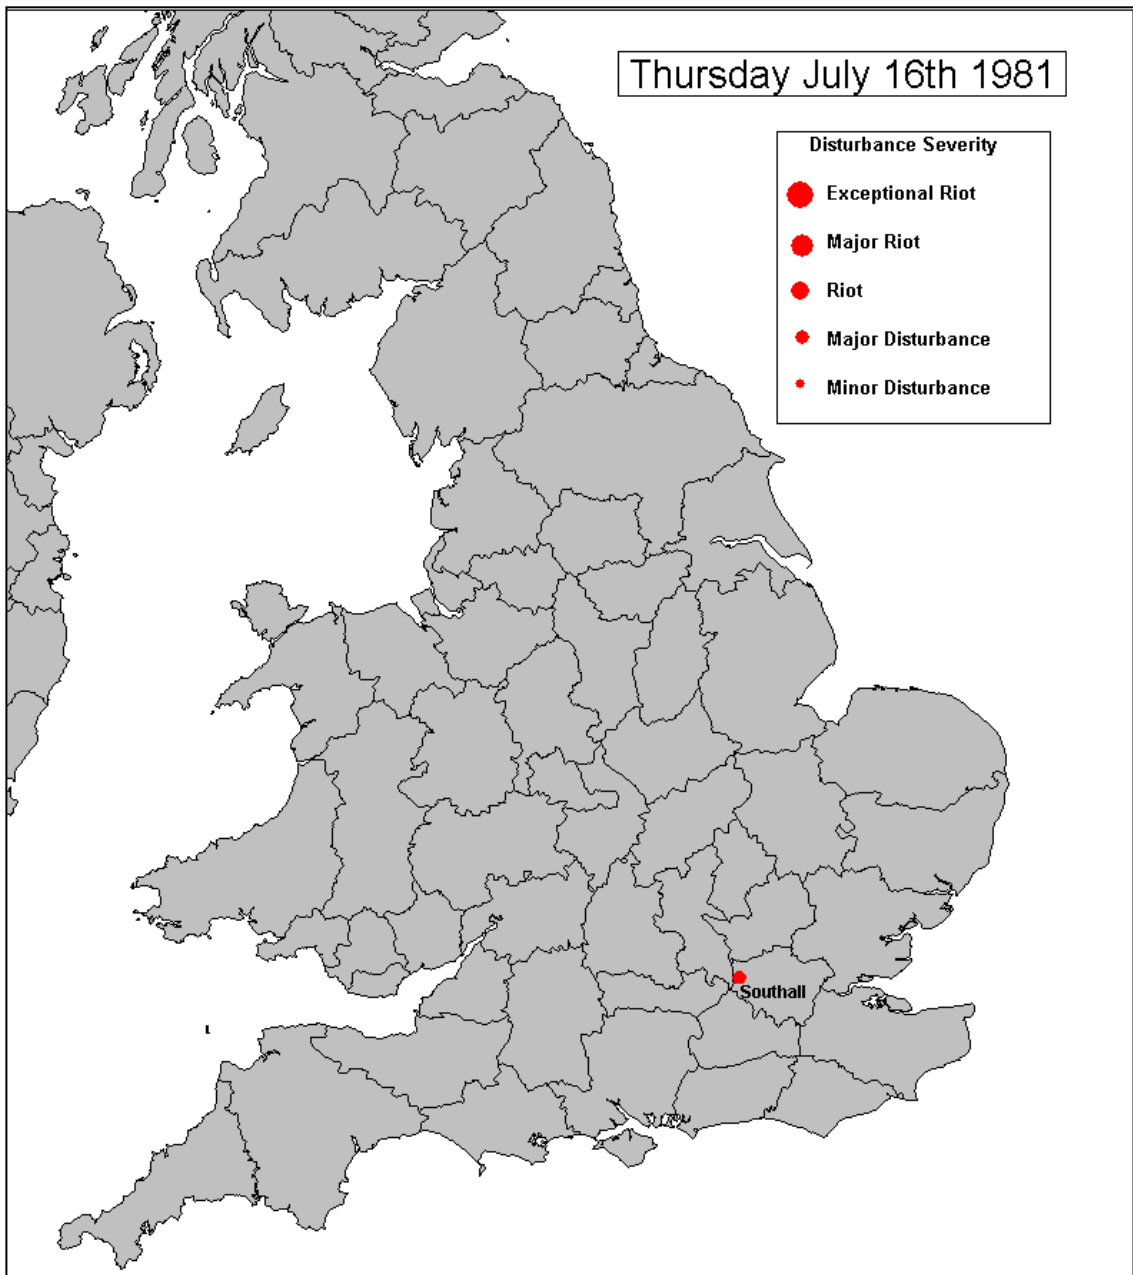 Thursday July 16th 1981
Disturbance Severity
Exceptional Riot
Major Riot
Riot
Major Disturbance
Minor Disturbance
Southall